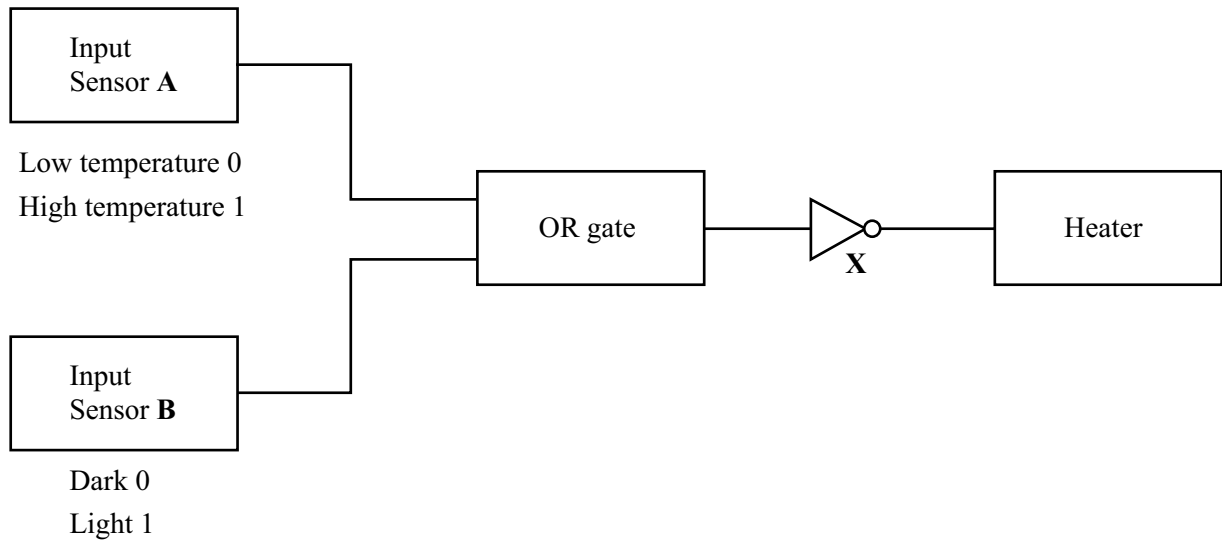 Input
Sensor A
Low temperature 0
High temperature 1
OR gate
X
Heater
Input
Sensor B
Dark 0
Light 1